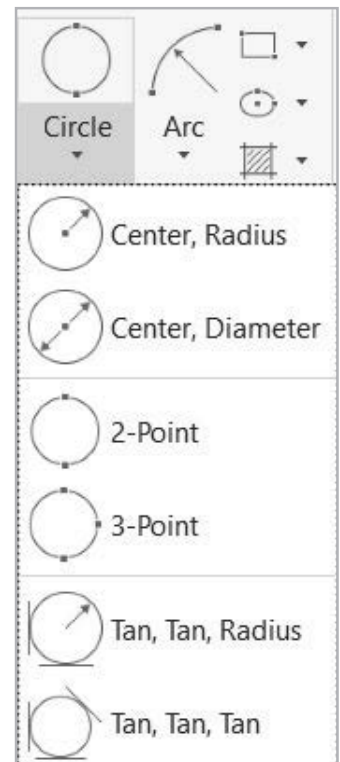 Circle
Arc
Center, Radius
Center, Diameter
2-Point
3-Point
Tan, Tan, Radius
Tan, Tan, Tan